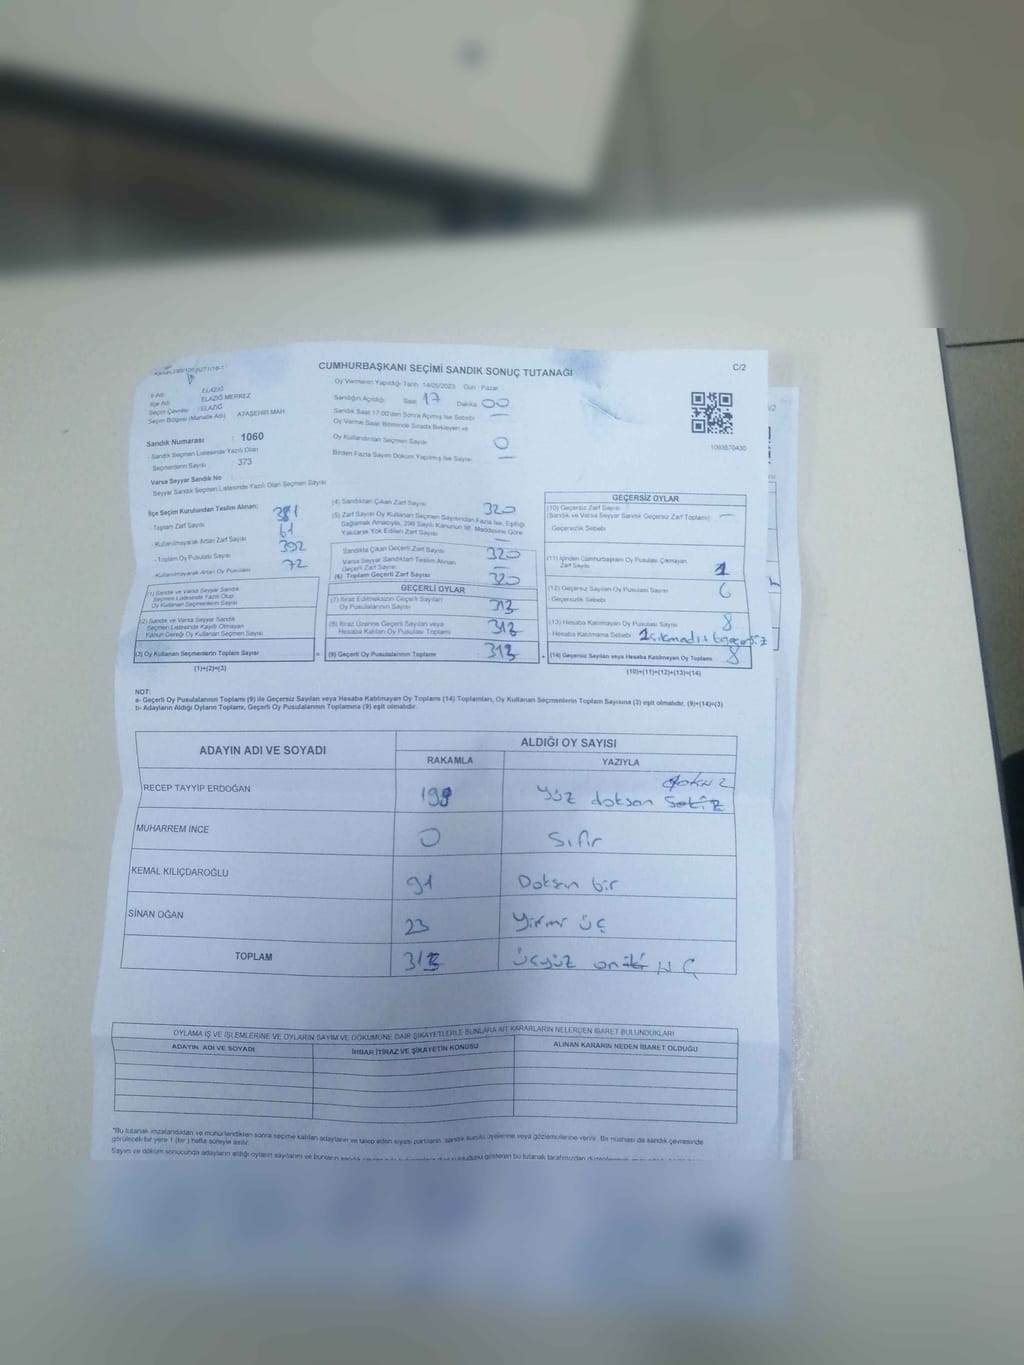 CUMHURBAŞKANI SEÇİMİ SANDIK SONUÇ TUTANAĞI
C/2
Oy Vermenin Yapıldığı Tarih: 14/05/2023 Gün: Pazar
Sandığın Açıldığı Saat 17 Dakika 00
Sandık Saat 17.00'den Sonra Açılmış İse Sebebi —
Oy Verme Saati Bitiminde Sırada Bekleyen ve
Oy Kullandırılan Seçmen Sayısı 0
Birden Fazla Sayım Döküm Yapılmış İse Sayısı —
1093870430
İl Adı : ELAZIĞ
İlçe Adı : ELAZIĞ MERKEZ
Seçim Çevresi : ELAZIĞ
Seçim Bölgesi (Mahalle Adı) ATAŞEHİR MAH
Sandık Numarası : 1060
- Sandık Seçmen Listesinde Yazılı Olan
Seçmenlerin Sayısı : 373
Varsa Seyyar Sandık No
Seyyar Sandık Seçmen Listesinde Yazılı Olan Seçmen Sayısı
İlçe Seçim Kurulundan Teslim Alınan;
- Toplam Zarf Sayısı 381
- Kullanılmayarak Artan Zarf Sayısı 61
- Toplam Oy Pusulası Sayısı 392
- Kullanılmayarak Artan Oy Pusulası 72
(1) Sandık ve Varsa Seyyar Sandık
Seçmen Listesinde Yazılı Olup
Oy Kullanan Seçmenlerin Sayısı
(2) Sandık ve Varsa Seyyar Sandık
Seçmen Listesinde Kayıtlı Olmayan
Kanun Gereği Oy Kullanan Seçmen Sayısı
(3) Oy Kullanan Seçmenlerin Toplam Sayısı
(1)+(2)=(3)
(4) Sandıktan Çıkan Zarf Sayısı 320
(5) Zarf Sayısı Oy Kullanan Seçmen Sayısından Fazla İse, Eşitliği
Sağlamak Amacıyla, 298 Sayılı Kanunun 98. Maddesine Göre
Yakılarak Yok Edilen Zarf Sayısı —
Sandıkta Çıkan Geçerli Zarf Sayısı 320
Varsa Seyyar Sandıktan Teslim Alınan
Geçerli Zarf Sayısı —
(6) Toplam Geçerli Zarf Sayısı 320
GEÇERLİ OYLAR
(7) İtiraz Edilmeksizin Geçerli Sayılan
Oy Pusulalarının Sayısı 313
(8) İtiraz Üzerine Geçerli Sayılan veya
Hesaba Katılan Oy Pusulası Toplamı 313
= (9) Geçerli Oy Pusulalarının Toplamı 313
GEÇERSİZ OYLAR
(10) Geçersiz Zarf Sayısı
(Sandık ve Varsa Seyyar Sandık Geçersiz Zarf Toplamı) —
- Geçersizlik Sebebi
(11) İçinden Cumhurbaşkanı Oy Pusulası Çıkmayan
Zarf Sayısı 1
(12) Geçersiz Sayılan Oy Pusulası Sayısı 6
- Geçersizlik Sebebi
(13) Hesaba Katılmayan Oy Pusulası Sayısı 8
- Hesaba Katılmama Sebebi
+ (14) Geçersiz Sayılan veya Hesaba Katılmayan Oy Toplamı 8
(10)+(11)+(12)+(13)=(14)
NOT:
a- Geçerli Oy Pusulalarının Toplamı (9) ile Geçersiz Sayılan veya Hesaba Katılmayan Oy Toplamı (14) Toplamları, Oy Kullanan Seçmenlerin Toplam Sayısına (3) eşit olmalıdır. (9)+(14)=(3)
b- Adayların Aldığı Oyların Toplamı, Geçerli Oy Pusulalarının Toplamına (9) eşit olmalıdır.
ADAYIN ADI VE SOYADI ALDIĞI OY SAYISI
RAKAMLA YAZIYLA
RECEP TAYYİP ERDOĞAN 199 yüz doksan sekiz dokuz
MUHARREM İNCE 0 Sıfır
KEMAL KILIÇDAROĞLU 91 Doksan bir
SİNAN OĞAN 23 Yirmi üç
TOPLAM 313 üçyüz oniki üç
OYLAMA İŞ VE İŞLEMLERİNE VE OYLARIN SAYIM VE DÖKÜMÜNE DAİR ŞİKAYETLERLE BUNLARA AİT KARARLARIN NELERDEN İBARET BULUNDUKLARI
ADAYIN ADI VE SOYADI İHBAR İTİRAZ VE ŞİKAYETİN KONUSU ALINAN KARARIN NEDEN İBARET OLDUĞU
*Bu tutanak imzalandıktan ve mühürlendikten sonra seçime katılan adayların ve talep eden siyasi partilerin, sandık kurulu üyelerine veya gözlemcilerine verilir. Bir nüshası da sandık çevresinde
görülecek bir yere 1 (bir) hafta süreyle asılır.
Sayım ve döküm sonucunda adayların aldığı oyların sayılarını ve bunların